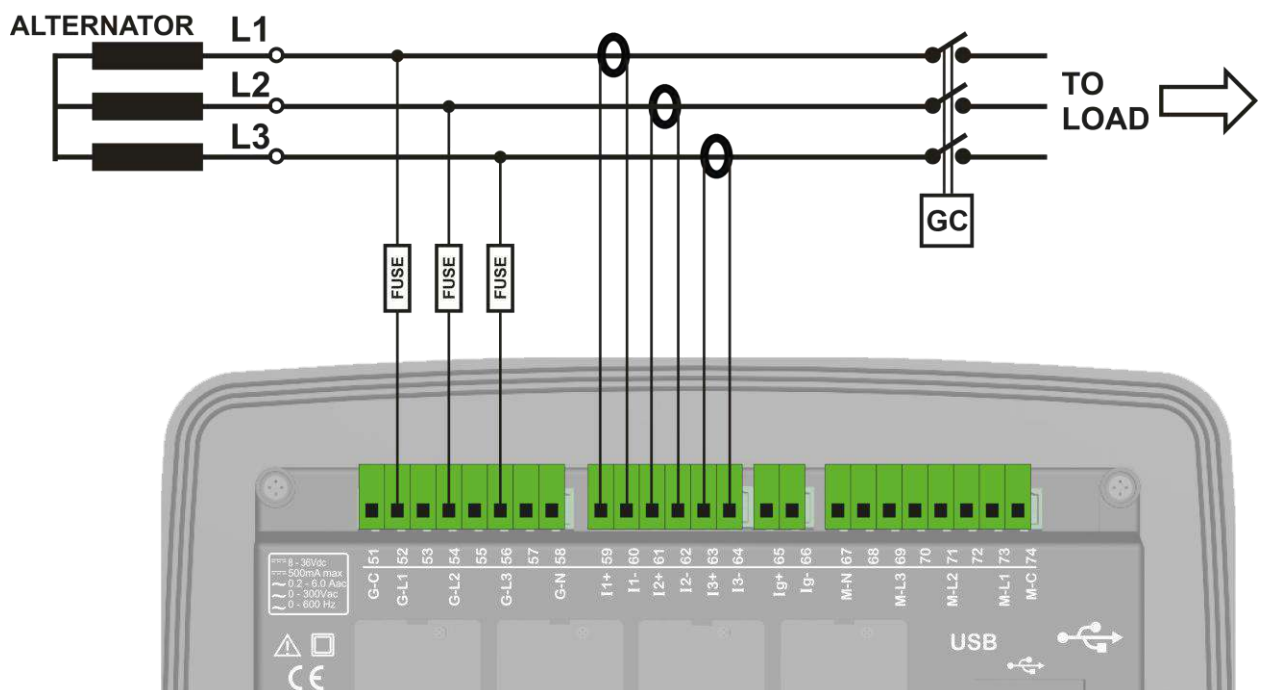 ALTERNATOR
L1
L2
L3
TO
LOAD
GC
FUSE
FUSE
FUSE
51 52 53 54 55 56 57 58 59 60 61 62 63 64 65 66 67 68 69 70 71 72 73 74
G-C G-L1 G-L2 G-L3 G-N I1+ I1- I2+ I2- I3+ I3- Ig+ Ig- M-N M-L3 M-L2 M-L1 M-C
8 - 36Vdc
500mA max
0.2 - 6.0 Aac
0 - 300Vac
0 - 600 Hz
USB
CE